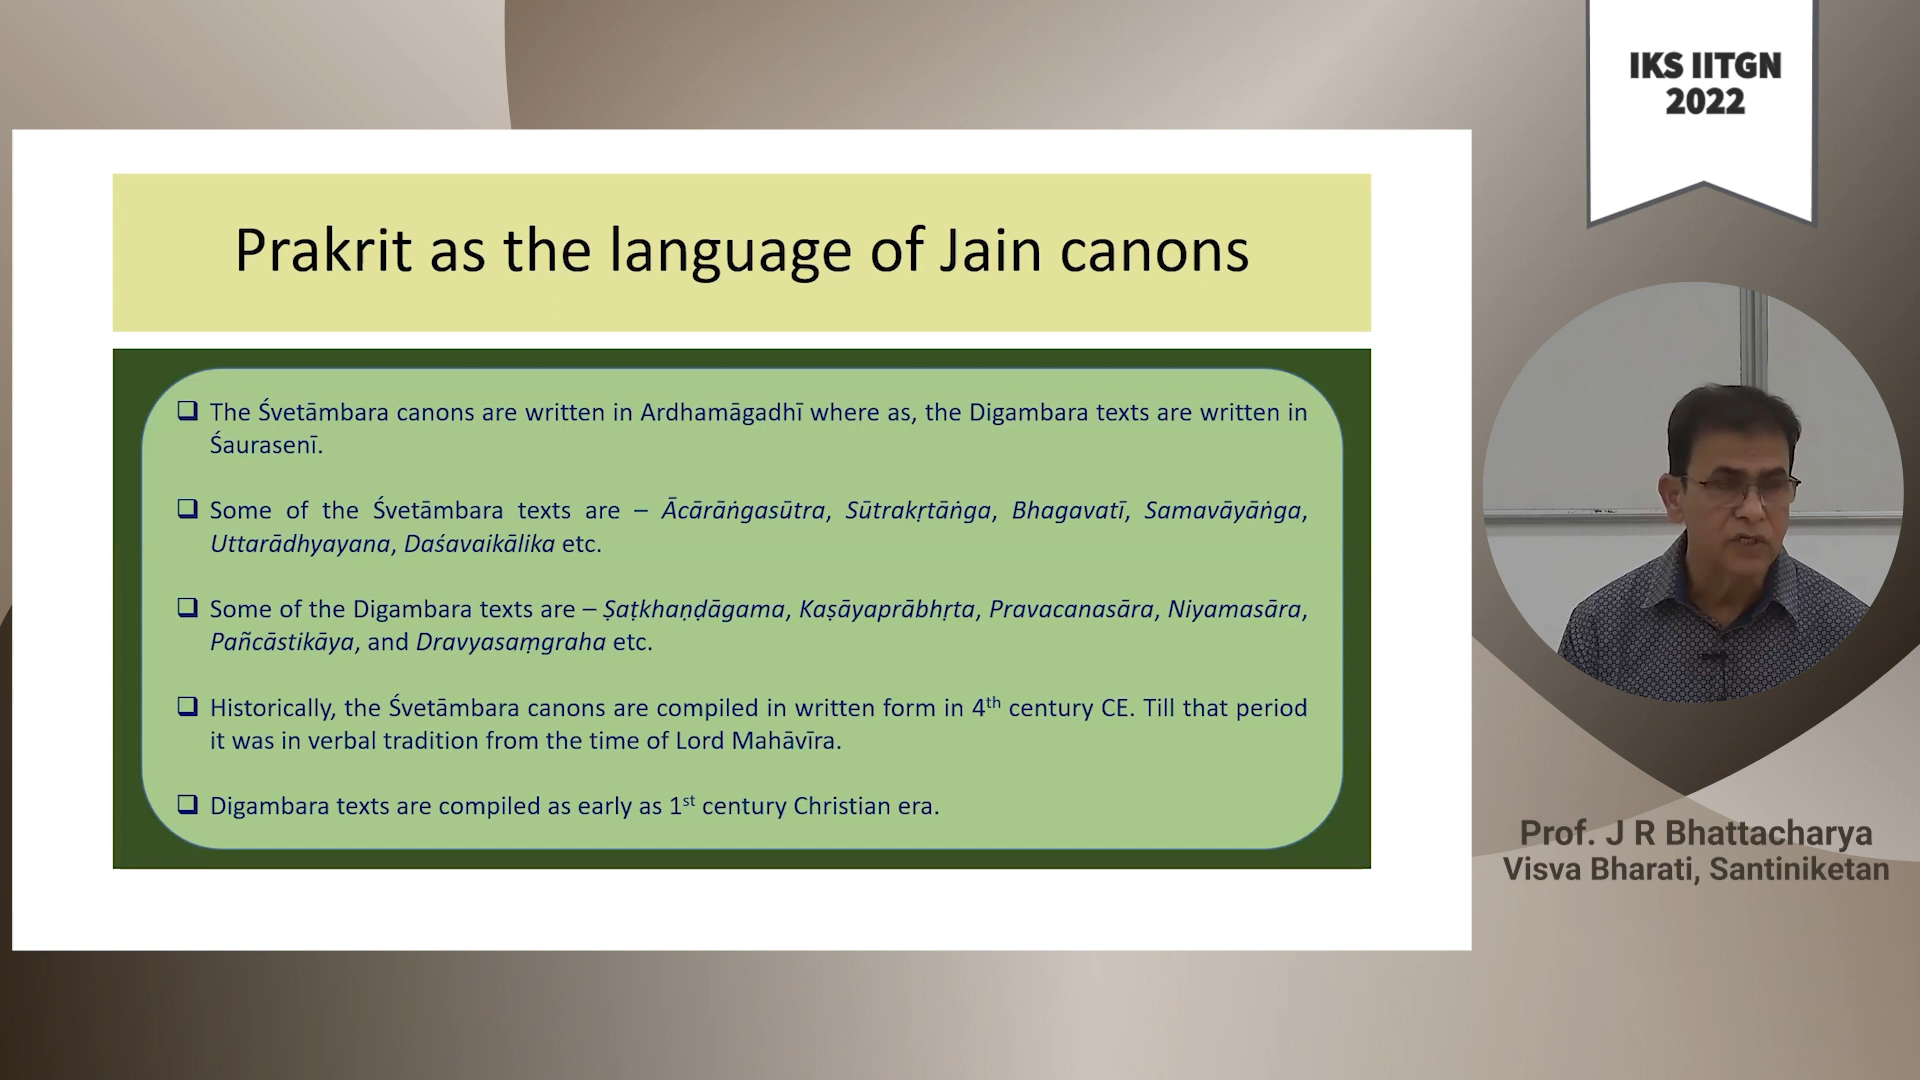 IKS IITGN
2022
Prakrit as the language of Jain canons
❑ The Śvetāmbara canons are written in Ardhamāgadhī where as, the Digambara texts are written in
Śaurasenī.
❑ Some of the Śvetāmbara texts are – Ācārāṅgasūtra, Sūtrakṛtāṅga, Bhagavatī, Samavāyāṅga,
Uttarādhyayana, Daśavaikālika etc.
❑ Some of the Digambara texts are – Ṣaṭkhaṇḍāgama, Kaṣāyaprābhṛta, Pravacanasāra, Niyamasāra,
Pañcāstikāya, and Dravyasaṃgraha etc.
❑ Historically, the Śvetāmbara canons are compiled in written form in 4th century CE. Till that period
it was in verbal tradition from the time of Lord Mahāvīra.
❑ Digambara texts are compiled as early as 1st century Christian era.
Prof. J R Bhattacharya
Visva Bharati, Santiniketan